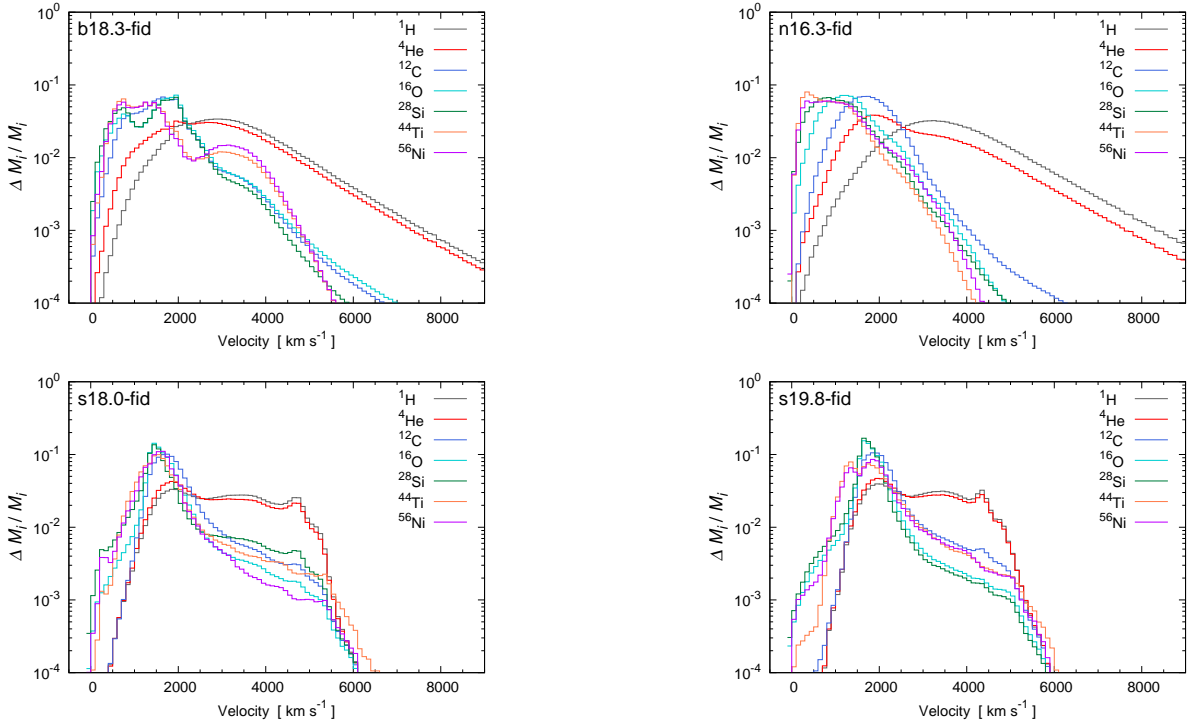 b18.3-fid
¹H
⁴He
¹²C
¹⁶O
²⁸Si
⁴⁴Ti
⁵⁶Ni
10⁰
10⁻¹
10⁻²
10⁻³
10⁻⁴
Δ Mᵢ / Mᵢ
0 2000 4000 6000 8000
Velocity [ km s⁻¹ ]
n16.3-fid
¹H
⁴He
¹²C
¹⁶O
²⁸Si
⁴⁴Ti
⁵⁶Ni
10⁰
10⁻¹
10⁻²
10⁻³
10⁻⁴
Δ Mᵢ / Mᵢ
0 2000 4000 6000 8000
Velocity [ km s⁻¹ ]
s18.0-fid
¹H
⁴He
¹²C
¹⁶O
²⁸Si
⁴⁴Ti
⁵⁶Ni
10⁰
10⁻¹
10⁻²
10⁻³
10⁻⁴
Δ Mᵢ / Mᵢ
0 2000 4000 6000 8000
Velocity [ km s⁻¹ ]
s19.8-fid
¹H
⁴He
¹²C
¹⁶O
²⁸Si
⁴⁴Ti
⁵⁶Ni
10⁰
10⁻¹
10⁻²
10⁻³
10⁻⁴
Δ Mᵢ / Mᵢ
0 2000 4000 6000 8000
Velocity [ km s⁻¹ ]